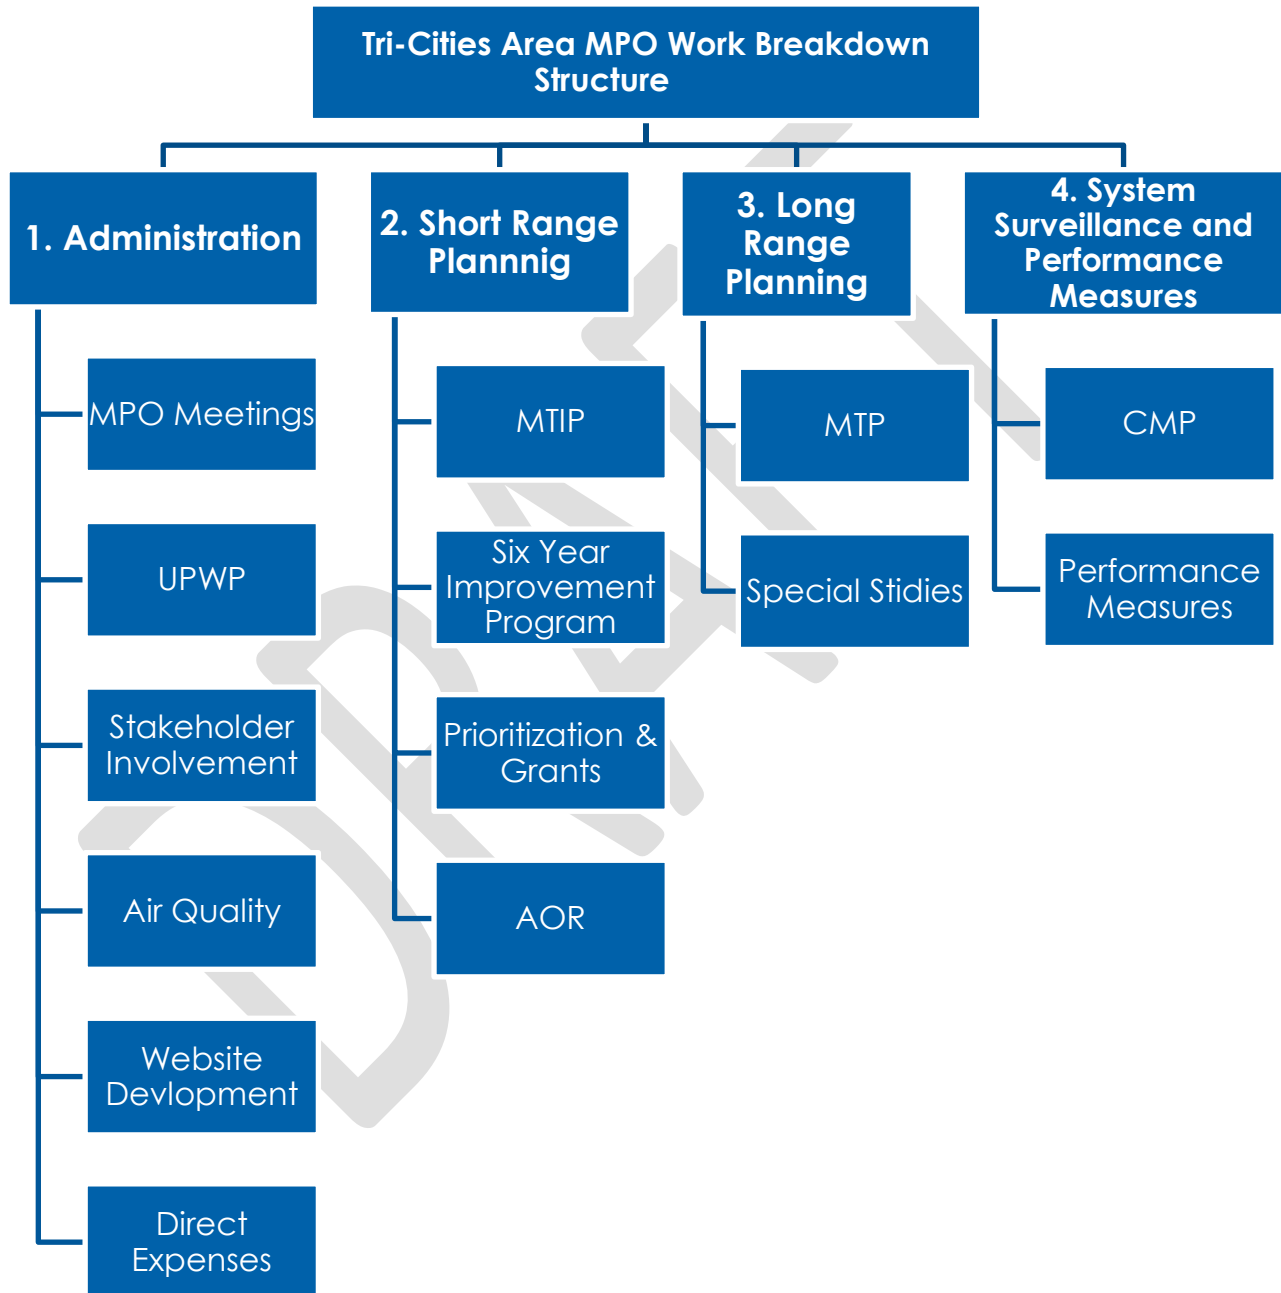 Tri-Cities Area MPO Work Breakdown
Structure
1. Administration
MPO Meetings
UPWP
Stakeholder
Involvement
Air Quality
Website
Devlopment
Direct
Expenses
2. Short Range
Plannnig
MTIP
Six Year
Improvement
Program
Prioritization &
Grants
AOR
3. Long
Range
Planning
MTP
Special Stidies
4. System
Surveillance and
Performance
Measures
CMP
Performance
Measures
DRAFT